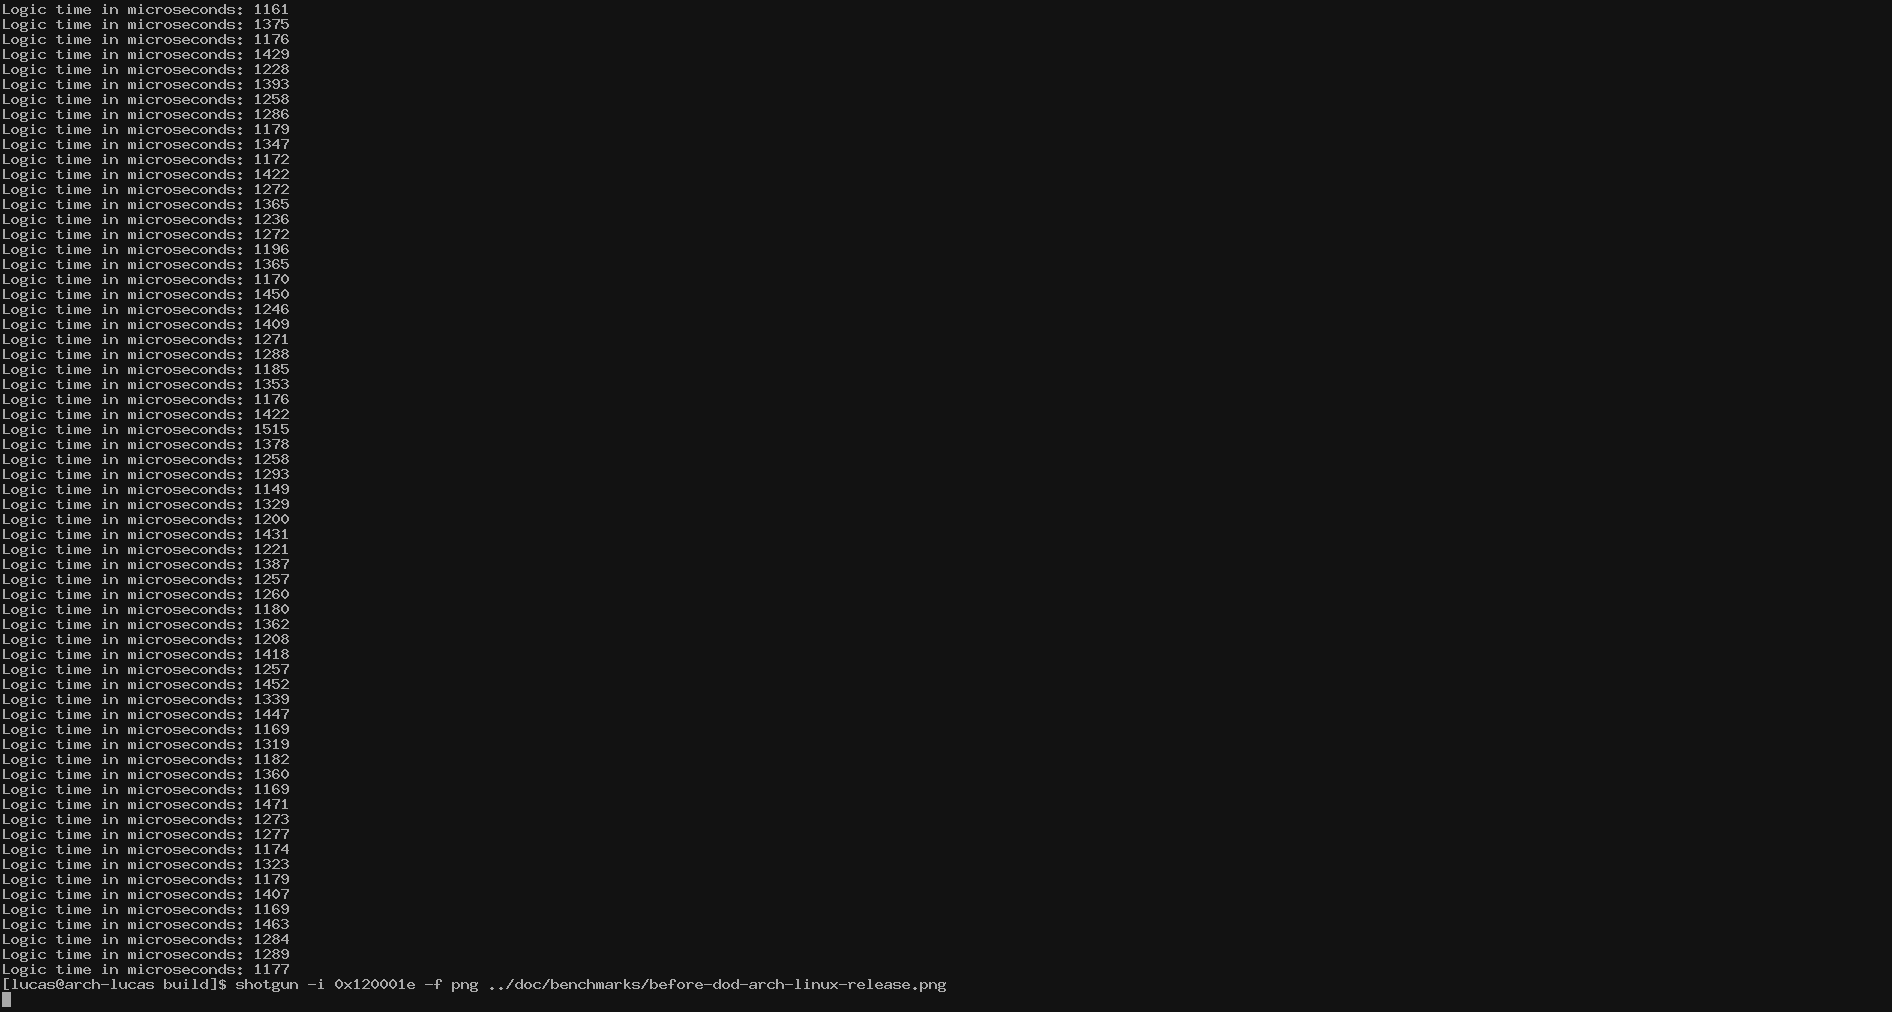 Logic time in microseconds: 1161
Logic time in microseconds: 1375
Logic time in microseconds: 1176
Logic time in microseconds: 1429
Logic time in microseconds: 1228
Logic time in microseconds: 1393
Logic time in microseconds: 1258
Logic time in microseconds: 1286
Logic time in microseconds: 1179
Logic time in microseconds: 1347
Logic time in microseconds: 1172
Logic time in microseconds: 1422
Logic time in microseconds: 1272
Logic time in microseconds: 1365
Logic time in microseconds: 1236
Logic time in microseconds: 1272
Logic time in microseconds: 1196
Logic time in microseconds: 1365
Logic time in microseconds: 1170
Logic time in microseconds: 1450
Logic time in microseconds: 1246
Logic time in microseconds: 1409
Logic time in microseconds: 1271
Logic time in microseconds: 1288
Logic time in microseconds: 1185
Logic time in microseconds: 1353
Logic time in microseconds: 1176
Logic time in microseconds: 1422
Logic time in microseconds: 1515
Logic time in microseconds: 1378
Logic time in microseconds: 1258
Logic time in microseconds: 1293
Logic time in microseconds: 1149
Logic time in microseconds: 1329
Logic time in microseconds: 1200
Logic time in microseconds: 1431
Logic time in microseconds: 1221
Logic time in microseconds: 1387
Logic time in microseconds: 1257
Logic time in microseconds: 1260
Logic time in microseconds: 1180
Logic time in microseconds: 1362
Logic time in microseconds: 1208
Logic time in microseconds: 1418
Logic time in microseconds: 1257
Logic time in microseconds: 1452
Logic time in microseconds: 1339
Logic time in microseconds: 1447
Logic time in microseconds: 1169
Logic time in microseconds: 1319
Logic time in microseconds: 1182
Logic time in microseconds: 1360
Logic time in microseconds: 1169
Logic time in microseconds: 1471
Logic time in microseconds: 1273
Logic time in microseconds: 1277
Logic time in microseconds: 1174
Logic time in microseconds: 1323
Logic time in microseconds: 1179
Logic time in microseconds: 1407
Logic time in microseconds: 1169
Logic time in microseconds: 1463
Logic time in microseconds: 1284
Logic time in microseconds: 1289
Logic time in microseconds: 1177
[lucas@arch-lucas build]$ shotgun -i 0x120001e -f png ../doc/benchmarks/before-dod-arch-linux-release.png